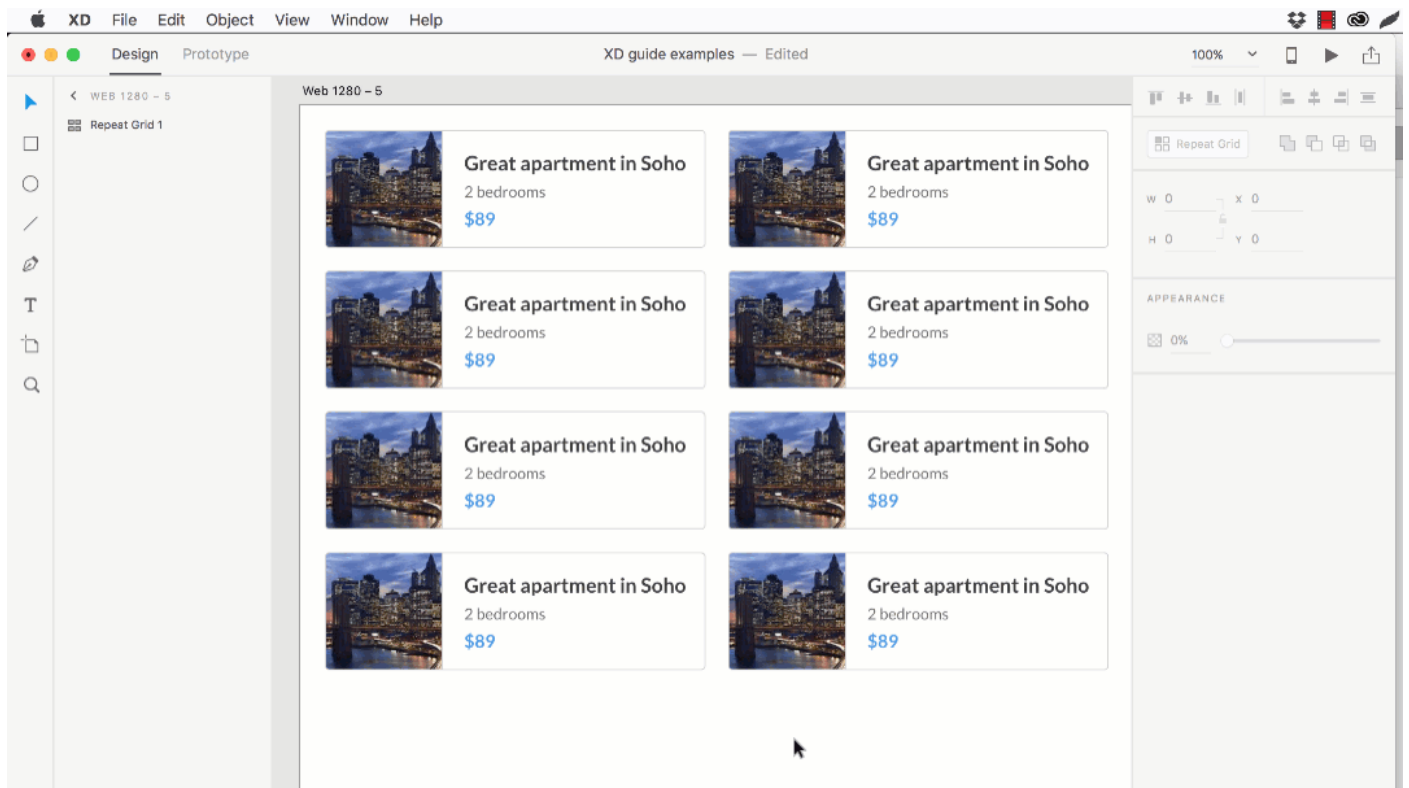 XD File Edit Object View Window Help
Design Prototype
XD guide examples — Edited
100%
WEB 1280 – 5
Repeat Grid 1
Web 1280 – 5
Great apartment in Soho
2 bedrooms
$89
Great apartment in Soho
2 bedrooms
$89
Great apartment in Soho
2 bedrooms
$89
Great apartment in Soho
2 bedrooms
$89
Great apartment in Soho
2 bedrooms
$89
Great apartment in Soho
2 bedrooms
$89
Great apartment in Soho
2 bedrooms
$89
Great apartment in Soho
2 bedrooms
$89
Repeat Grid
W 0 X 0
H 0 Y 0
APPEARANCE
0%